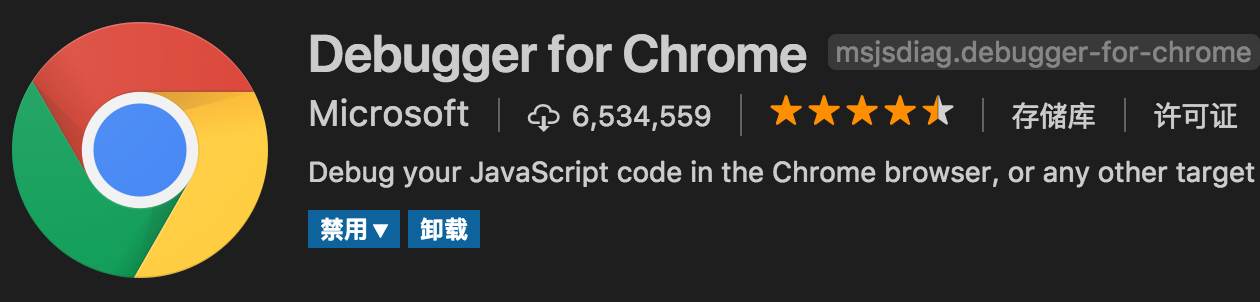 Debugger for Chrome msjsdiag.debugger-for-chrome
Microsoft 6,534,559 存储库 许可证
Debug your JavaScript code in the Chrome browser, or any other target
禁用▼ 卸载